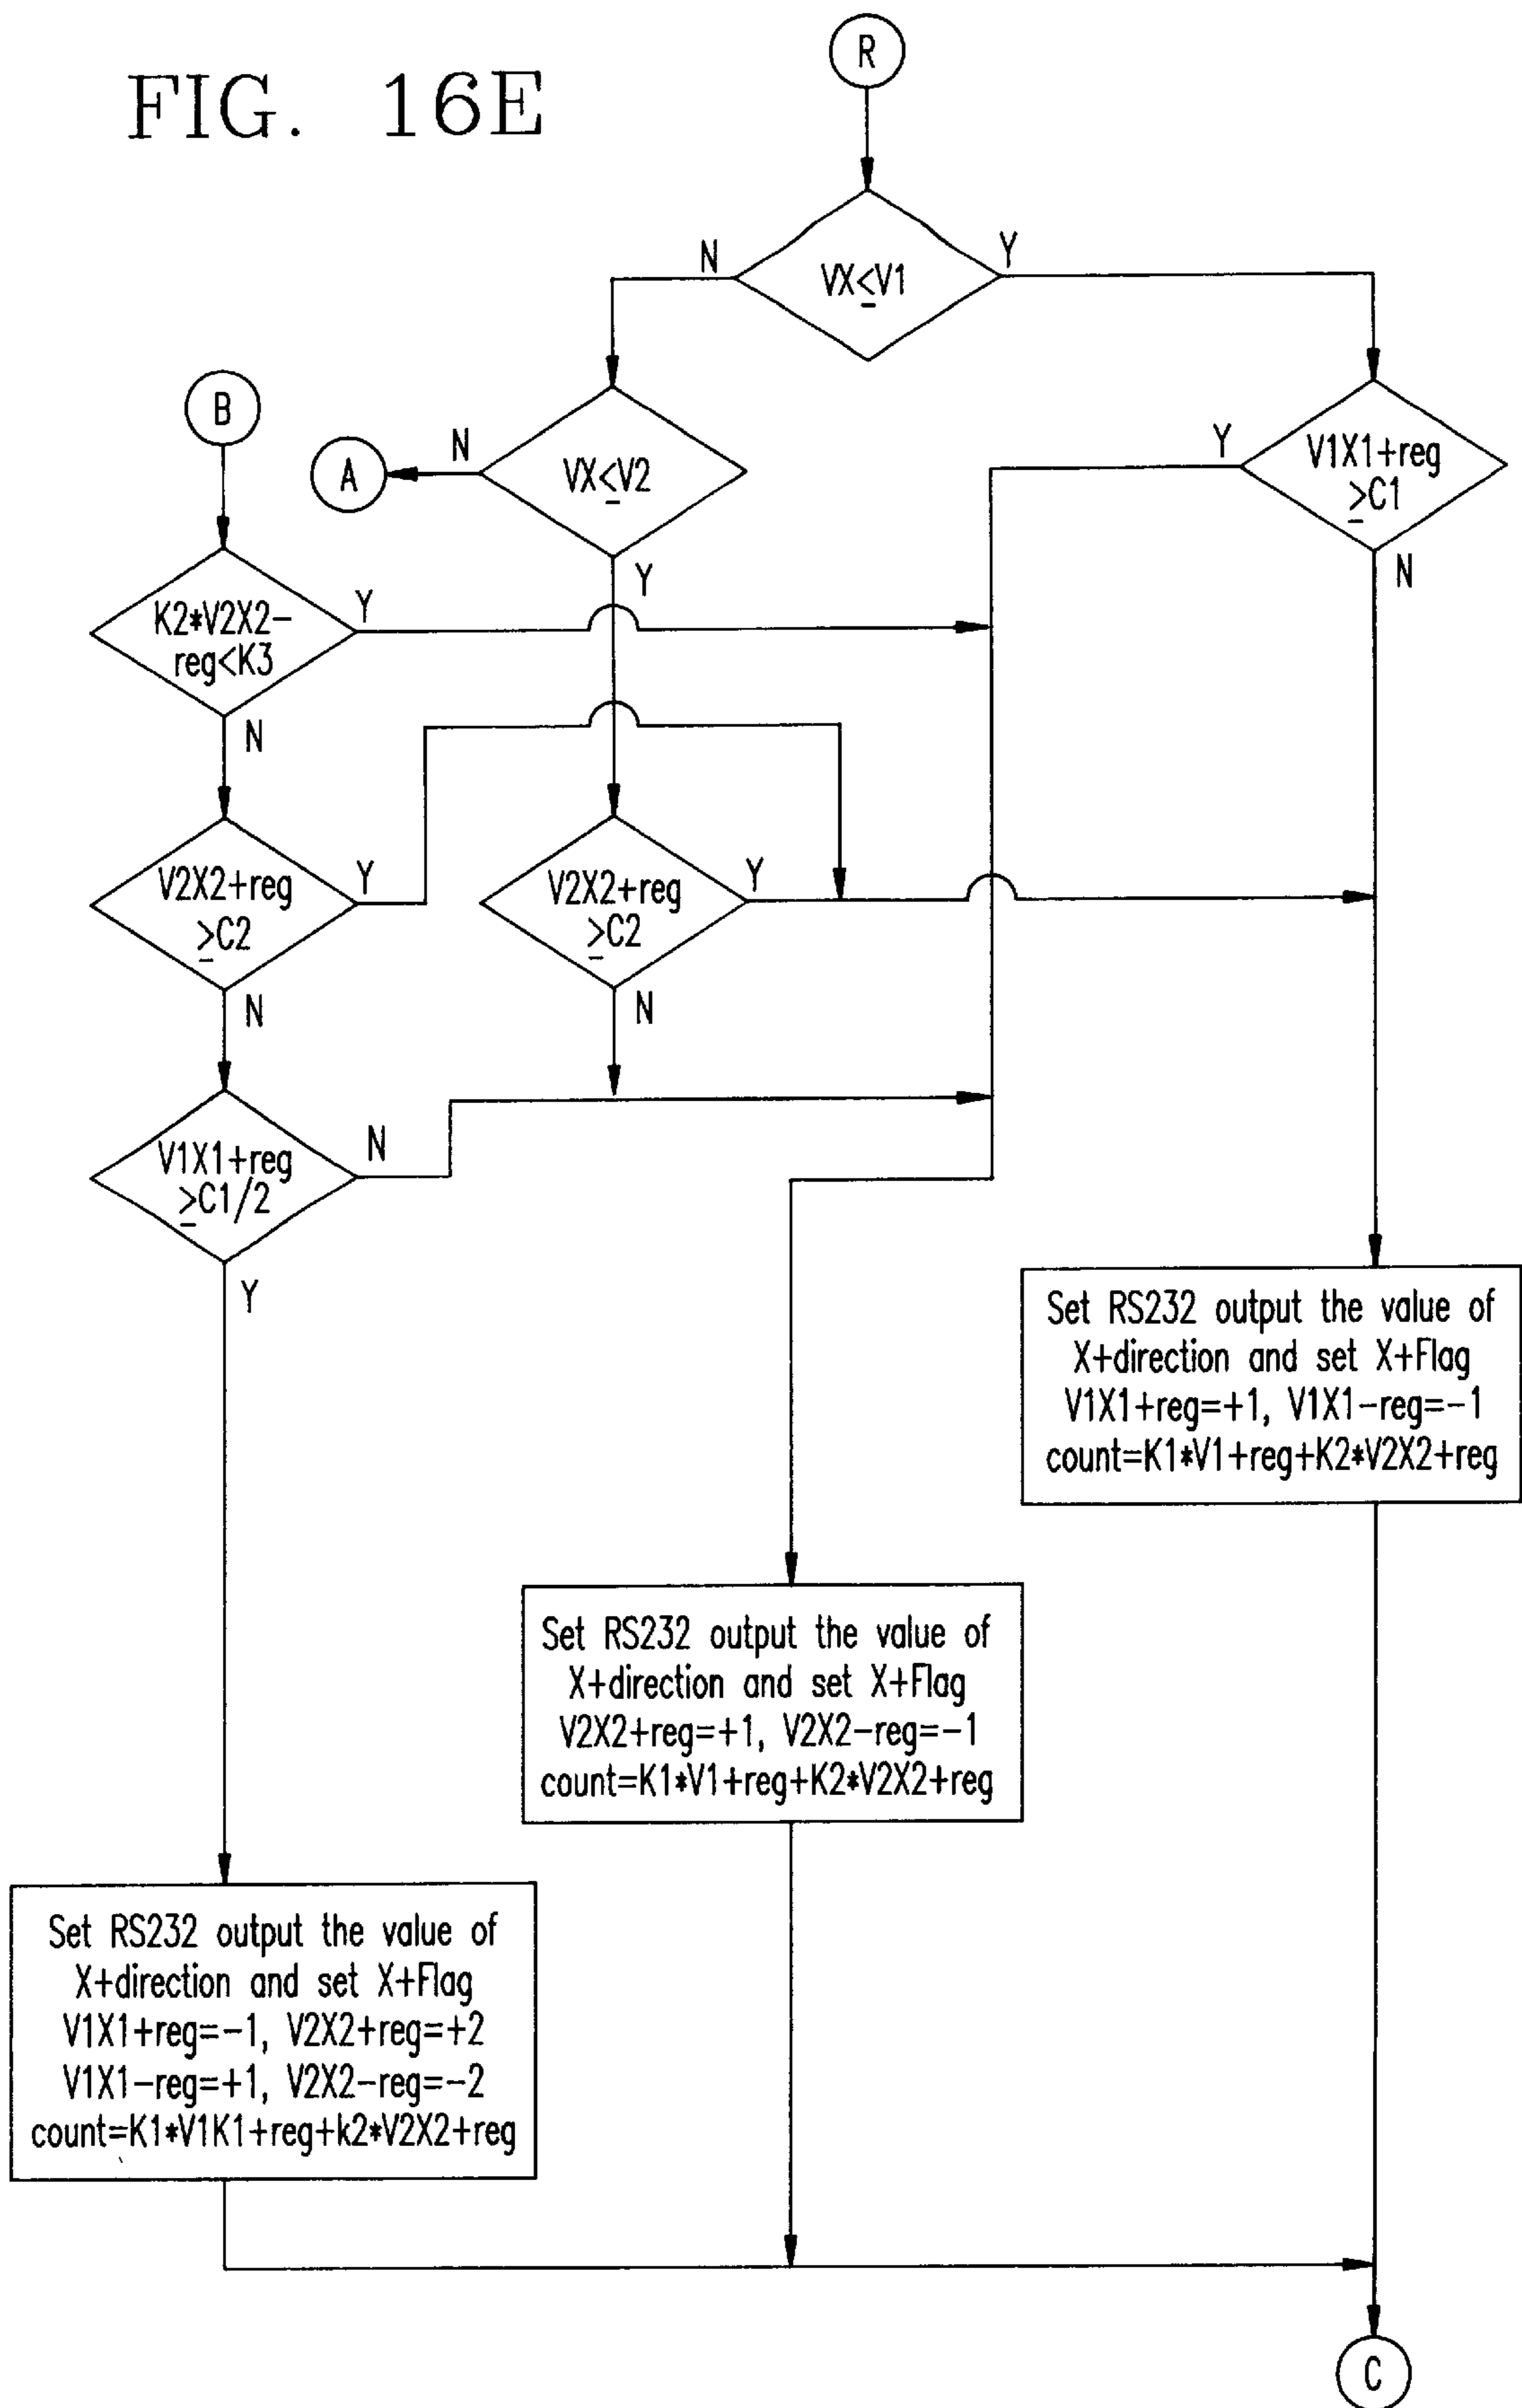 FIG. 16E
R
VX≤V1
N
Y
B
A
N
VX≤V2
Y
Y
V1X1+reg
≥C1
N
K2*V2X2-
reg<K3
Y
N
V2X2+reg
≥C2
Y
N
V2X2+reg
≥C2
Y
N
V1X1+reg
≥C1/2
N
Y
Set RS232 output the value of
X+direction and set X+Flag
V1X1+reg=+1, V1X1-reg=-1
count=K1*V1+reg+K2*V2X2+reg
Set RS232 output the value of
X+direction and set X+Flag
V2X2+reg=+1, V2X2-reg=-1
count=K1*V1+reg+K2*V2X2+reg
Set RS232 output the value of
X+direction and set X+Flag
V1X1+reg=-1, V2X2+reg=+2
V1X1-reg=+1, V2X2-reg=-2
count=K1*V1K1+reg+k2*V2X2+reg
C